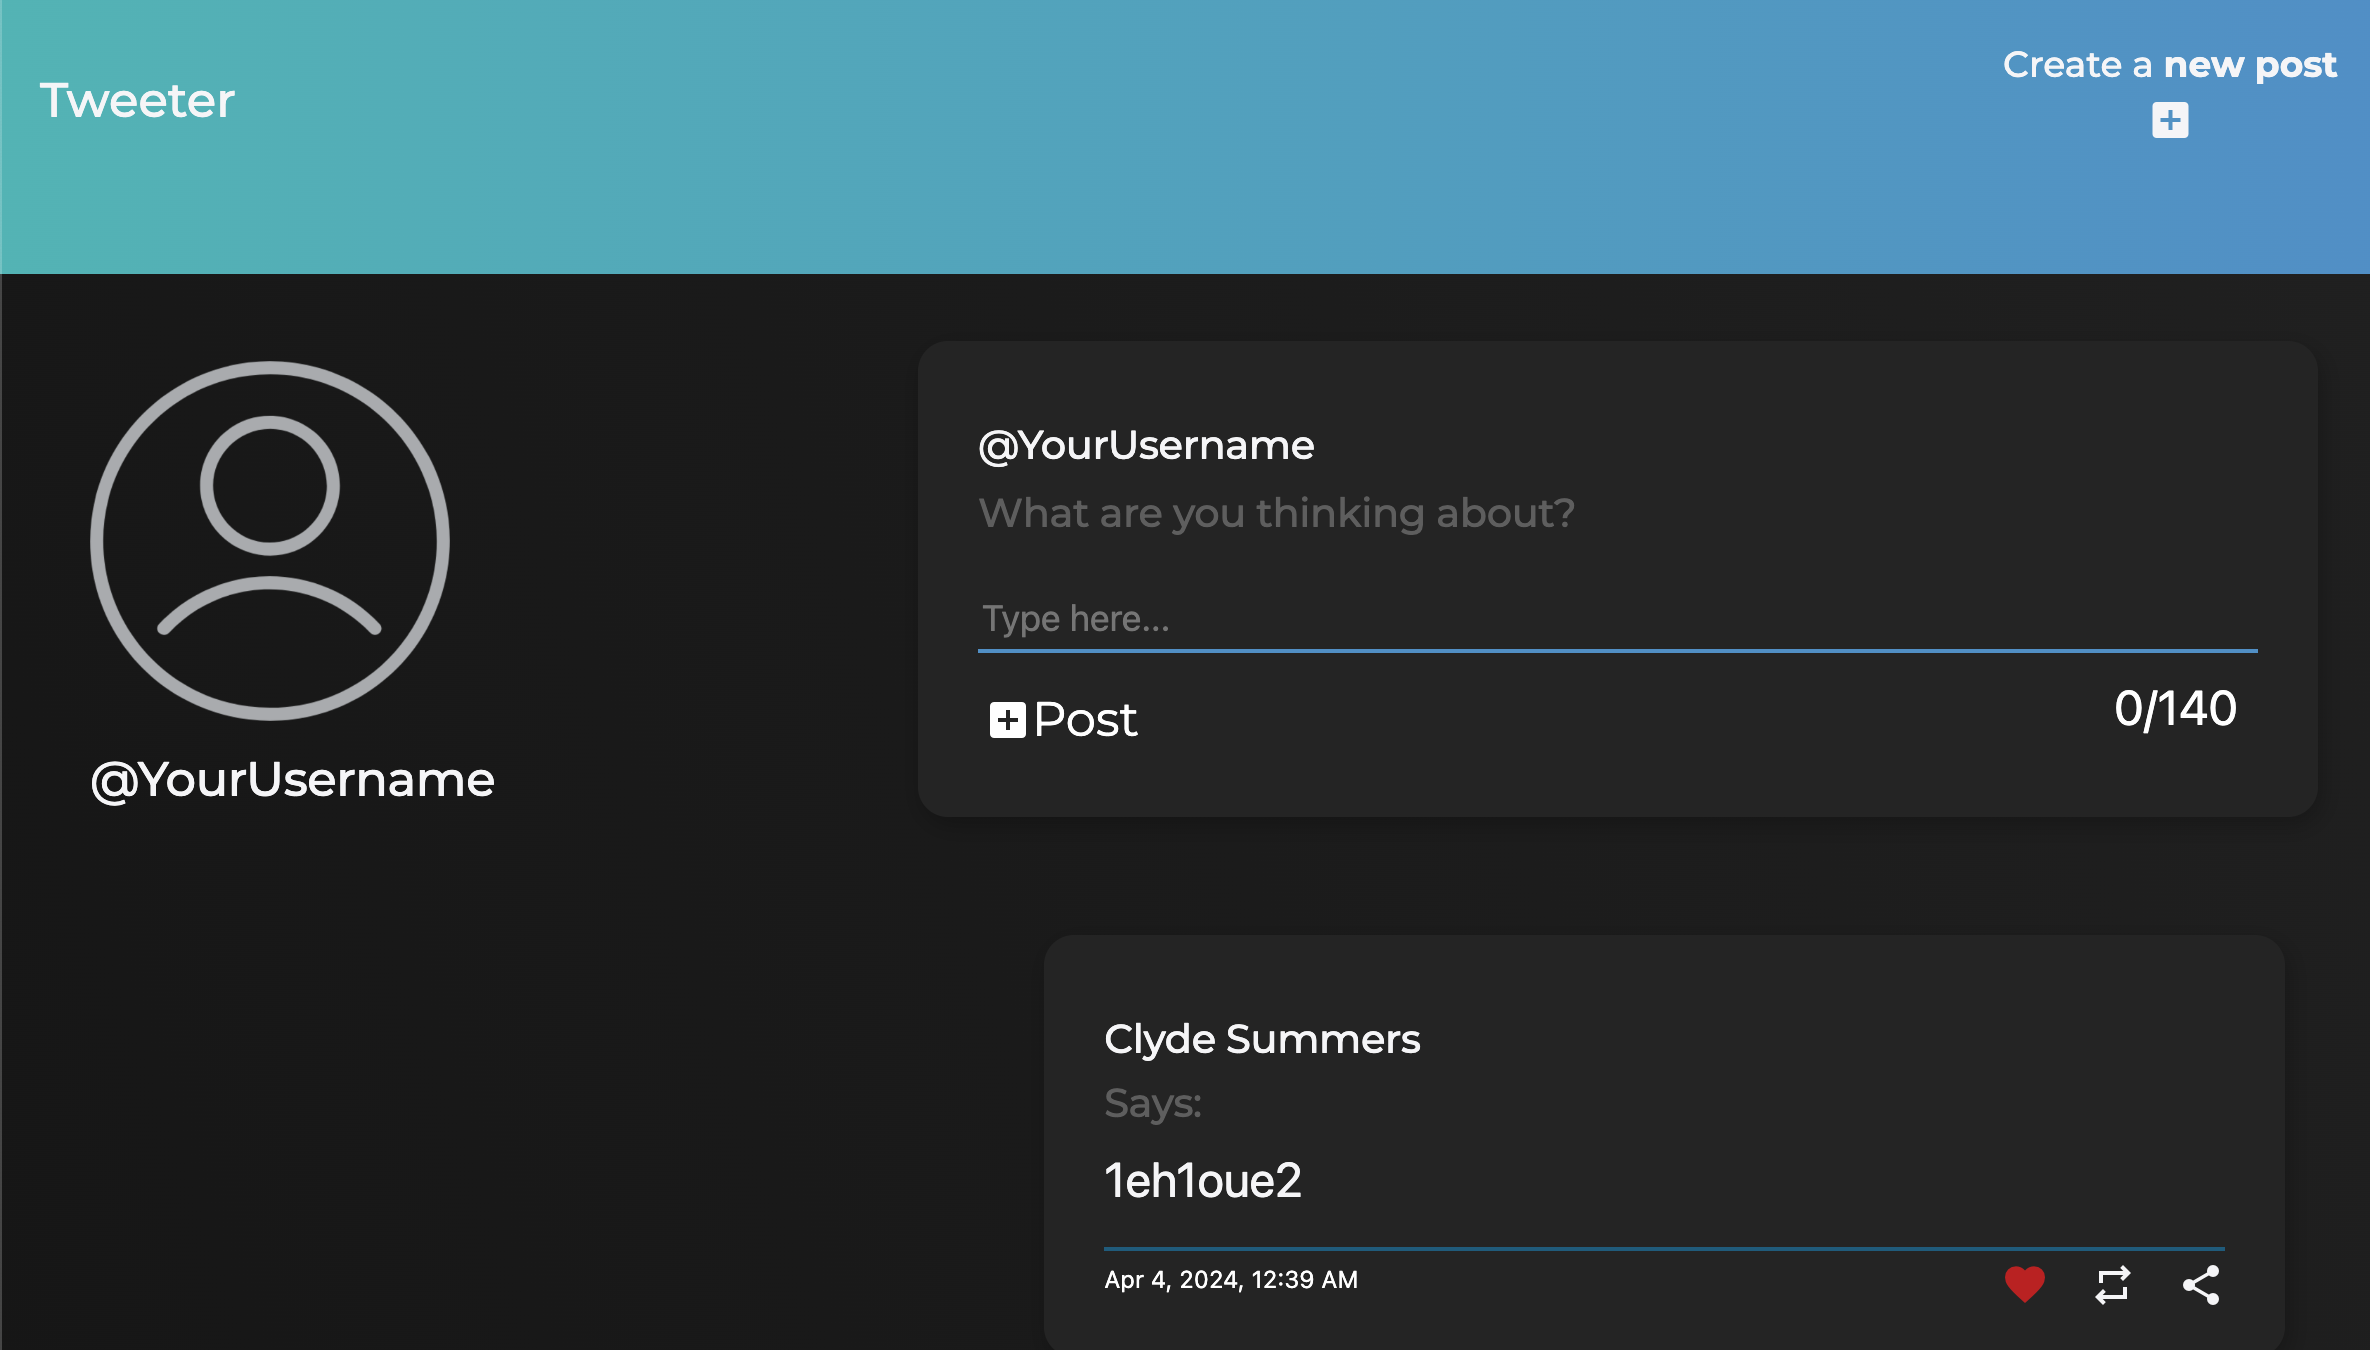 Tweeter
Create a new post
@YourUsername
@YourUsername
What are you thinking about?
Type here...
Post
0/140
Clyde Summers
Says:
1eh1oue2
Apr 4, 2024, 12:39 AM